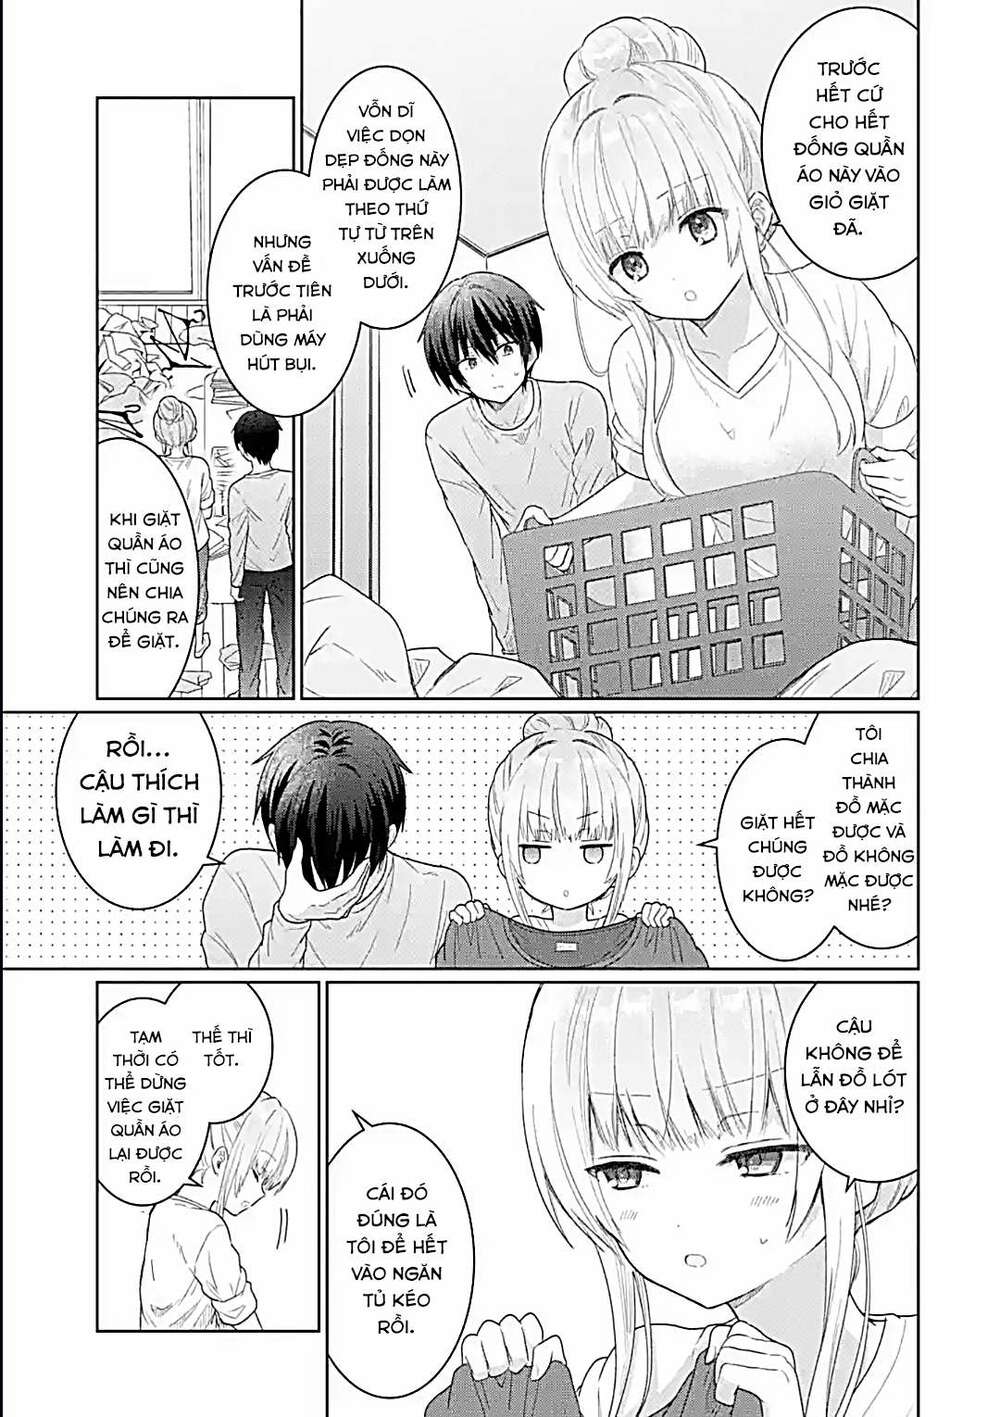 TRƯỚC
HẾT CỨ
CHO HẾT
ĐỐNG QUẦN
ÁO NÀY VÀO
GIỎ GIẶT
ĐÃ.
VỐN DĨ
VIỆC DỌN
DẸP ĐỐNG NÀY
PHẢI ĐƯỢC LÀM
THEO THỨ
TỰ TỪ TRÊN
XUỐNG
DƯỚI.
NHƯNG
VẤN ĐỀ
TRƯỚC TIÊN
LÀ PHẢI
DÙNG MÁY
HÚT BỤI.
KHI GIẶT
QUẦN ÁO
THÌ CŨNG
NÊN CHIA
CHÚNG RA
ĐỂ GIẶT.
TÔI
CHIA
THÀNH
ĐỒ MẶC
ĐƯỢC VÀ
ĐỒ KHÔNG
MẶC ĐƯỢC
NHÉ?
GIẶT HẾT
CHÚNG
ĐƯỢC
KHÔNG?
RỒI...
CẬU THÍCH
LÀM GÌ THÌ
LÀM ĐI.
CẬU
KHÔNG ĐỂ
LẪN ĐỒ LÓT
Ở ĐÂY NHỈ?
CÁI ĐÓ
ĐÚNG LÀ
TÔI ĐỂ HẾT
VÀO NGĂN
TỦ KÉO
RỒI.
THẾ THÌ
TỐT.
TẠM
THỜI CÓ
THỂ DỪNG
VIỆC GIẶT
QUẦN ÁO
LẠI ĐƯỢC
RỒI.